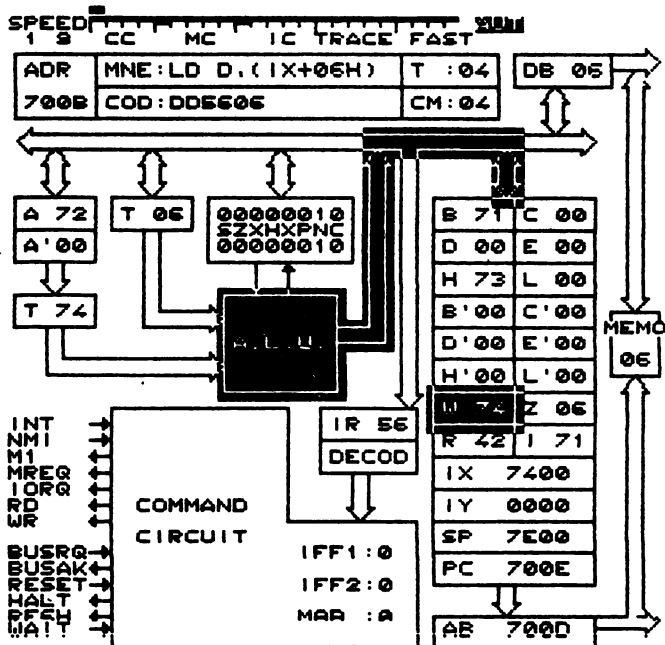 SPEED
1 9 CC MC IC TRACE FAST
ADR MNE:LD D,(IX+06H) T :04 DB 06
700B COD:DD5606 CM:04
A 72 T 06 00000010 B 71 C 00
SZXHXPNC
A'00 00000010 D 00 E 00
H 73 L 00
T 74 B'00 C'00
MEMO
A.L.U. D'00 E'00
06
H'00 L'00
W 74 Z 06
INT IR 56 R 42 I 71
NMI
M1 DECOD
MREQ IX 7400
IORQ
RD COMMAND IY 0000
WR
CIRCUIT SP 7E00
BUSRQ IFF1:0
BUSAK PC 700E
RESET IFF2:0
HALT
RFSH MAR :0
WAIT AB 700D